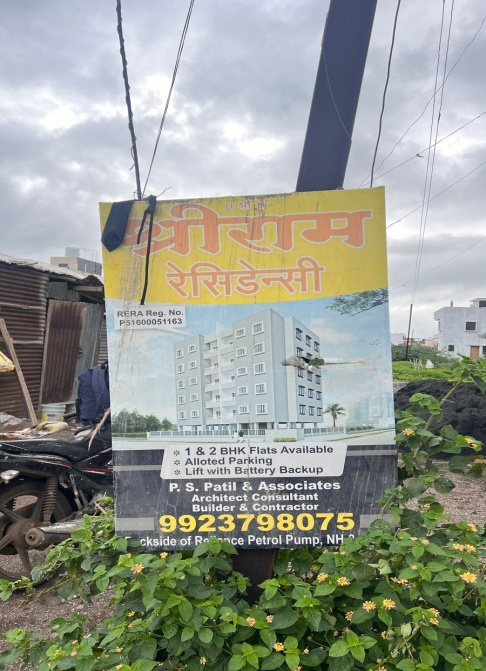 श्रीराम
रेसिडेन्सी
RERA Reg. No.
P51600051163
* 1 & 2 BHK Flats Available
* Alloted Parking
* Lift with Battery Backup
P. S. Patil & Associates
Architect Consultant
Builder & Contractor
9923798075
ckside of Reliance Petrol Pump, NH-3